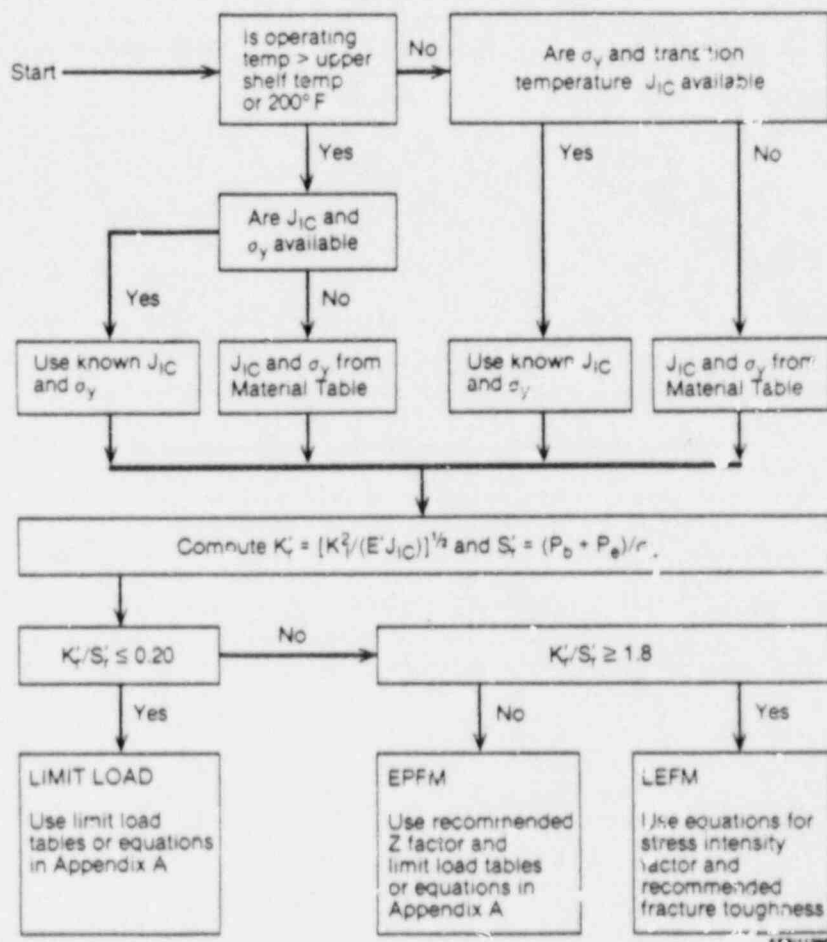 Is operating
temp > upper
shelf temp
or 200° F
No
Are σy and
temperature JIC available
Start
Yes
Yes
No
Are JIC and
σy available
Yes
No
Use known JIC
and σy
JIC and σy from
Material Table
Use known JIC
and σy
JIC and σy from
Material Table
Compute K'r = [K²I/(E'JIC)]^1/2 and S'r = (Pb + Pe)/
K'r/S'r ≤ 0.20
No
K'r/S'r ≥ 1.8
Yes
No
Yes
LIMIT LOAD
Use limit load
tables or equations
in Appendix A
EPFM
Use recommended
Z factor and
limit load tables
or equations in
Appendix A
LEFM
Use equations for
stress intensity
factor and
recommended
fracture toughness